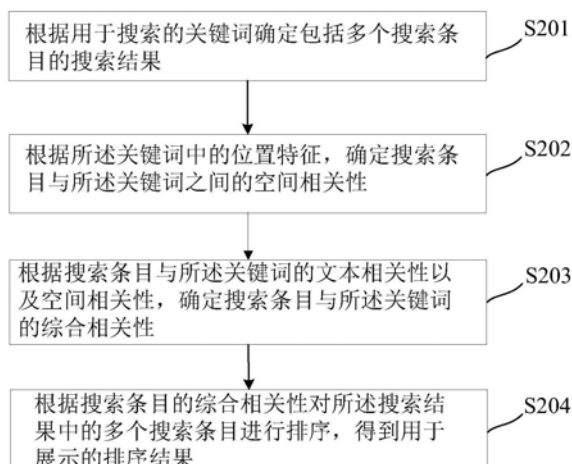 根据用于搜索的关键词确定包括多个搜索条
目的搜索结果
S201
根据所述关键词中的位置特征，确定搜索条
目与所述关键词之间的空间相关性
S202
根据搜索条目与所述关键词的文本相关性以
及空间相关性，确定搜索条目与所述关键词
的综合相关性
S203
根据搜索条目的综合相关性对所述搜索结
果中的多个搜索条目进行排序，得到用于
展示的排序结果
S204